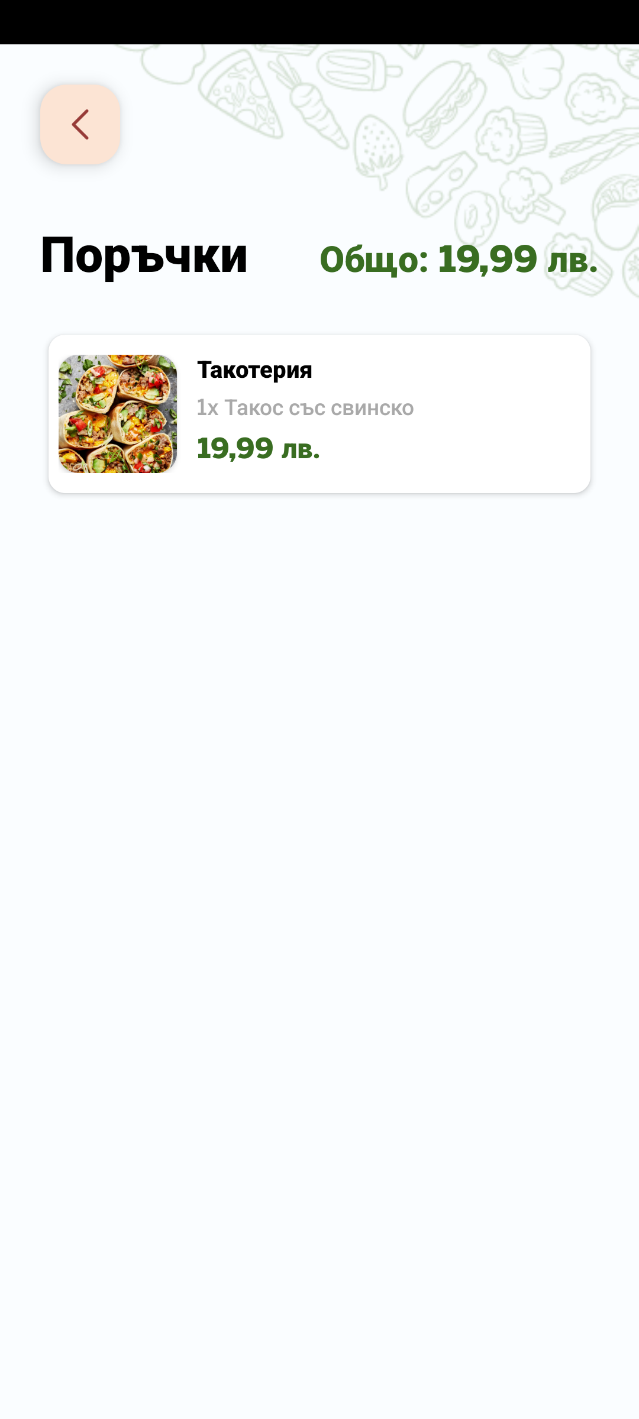 Поръчки
Общо: 19,99 лв.
Такотерия
1x Такос със свинско
19,99 лв.